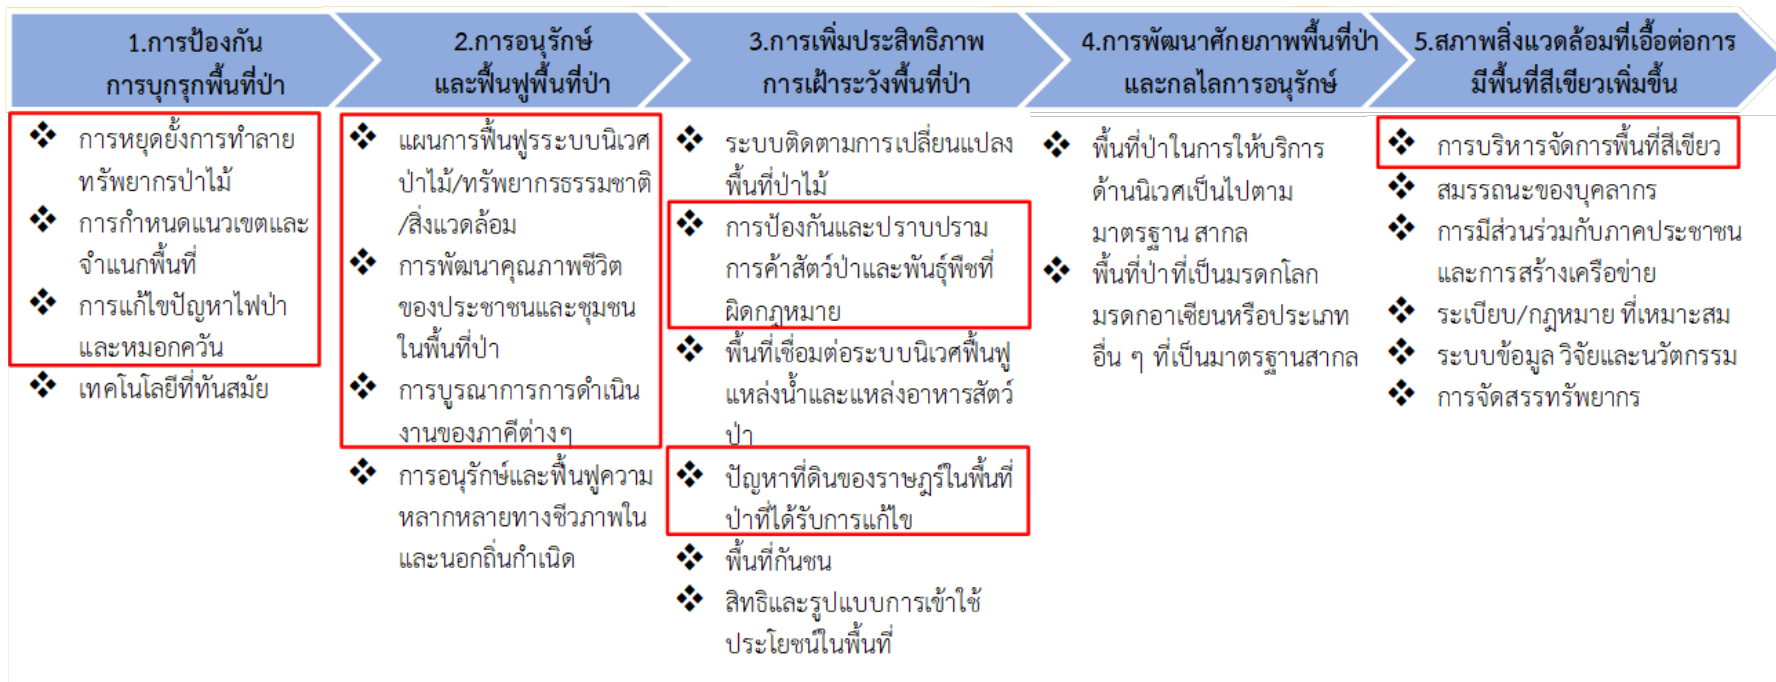 1.การป้องกัน
การบุกรุกพื้นที่ป่า
2.การอนุรักษ์
และฟื้นฟูพื้นที่ป่า
3.การเพิ่มประสิทธิภาพ
การเฝ้าระวังพื้นที่ป่า
4.การพัฒนาศักยภาพพื้นที่ป่า
และกลไลการอนุรักษ์
5.สภาพสิ่งแวดล้อมที่เอื้อต่อการ
มีพื้นที่สีเขียวเพิ่มขึ้น
❖ การหยุดยั้งการทำลาย
ทรัพยากรป่าไม้
❖ การกำหนดแนวเขตและ
จำแนกพื้นที่
❖ การแก้ไขปัญหาไฟป่า
และหมอกควัน
❖ เทคโนโลยีที่ทันสมัย
❖ แผนการฟื้นฟูรระบบนิเวศ
ป่าไม้/ทรัพยากรธรรมชาติ
/สิ่งแวดล้อม
❖ การพัฒนาคุณภาพชีวิต
ของประชาชนและชุมชน
ในพื้นที่ป่า
❖ การบูรณาการการดำเนิน
งานของภาคีต่างๆ
❖ การอนุรักษ์และฟื้นฟูความ
หลากหลายทางชีวภาพใน
และนอกถิ่นกำเนิด
❖ ระบบติดตามการเปลี่ยนแปลง
พื้นที่ป่าไม้
❖ การป้องกันและปราบปราม
การค้าสัตว์ป่าและพันธุ์พืชที่
ผิดกฎหมาย
❖ พื้นที่เชื่อมต่อระบบนิเวศฟื้นฟู
แหล่งน้ำและแหล่งอาหารสัตว์
ป่า
❖ ปัญหาที่ดินของราษฎร์ในพื้นที่
ป่าที่ได้รับการแก้ไข
❖ พื้นที่กันชน
❖ สิทธิและรูปแบบการเข้าใช้
ประโยชน์ในพื้นที่
❖ พื้นที่ป่าในการให้บริการ
ด้านนิเวศเป็นไปตาม
มาตรฐาน สากล
❖ พื้นที่ป่าที่เป็นมรดกโลก
มรดกอาเซียนหรือประเภท
อื่น ๆ ที่เป็นมาตรฐานสากล
❖ การบริหารจัดการพื้นที่สีเขียว
❖ สมรรถนะของบุคลากร
❖ การมีส่วนร่วมกับภาคประชาชน
และการสร้างเครือข่าย
❖ ระเบียบ/กฎหมาย ที่เหมาะสม
❖ ระบบข้อมูล วิจัยและนวัตกรรม
❖ การจัดสรรทรัพยากร